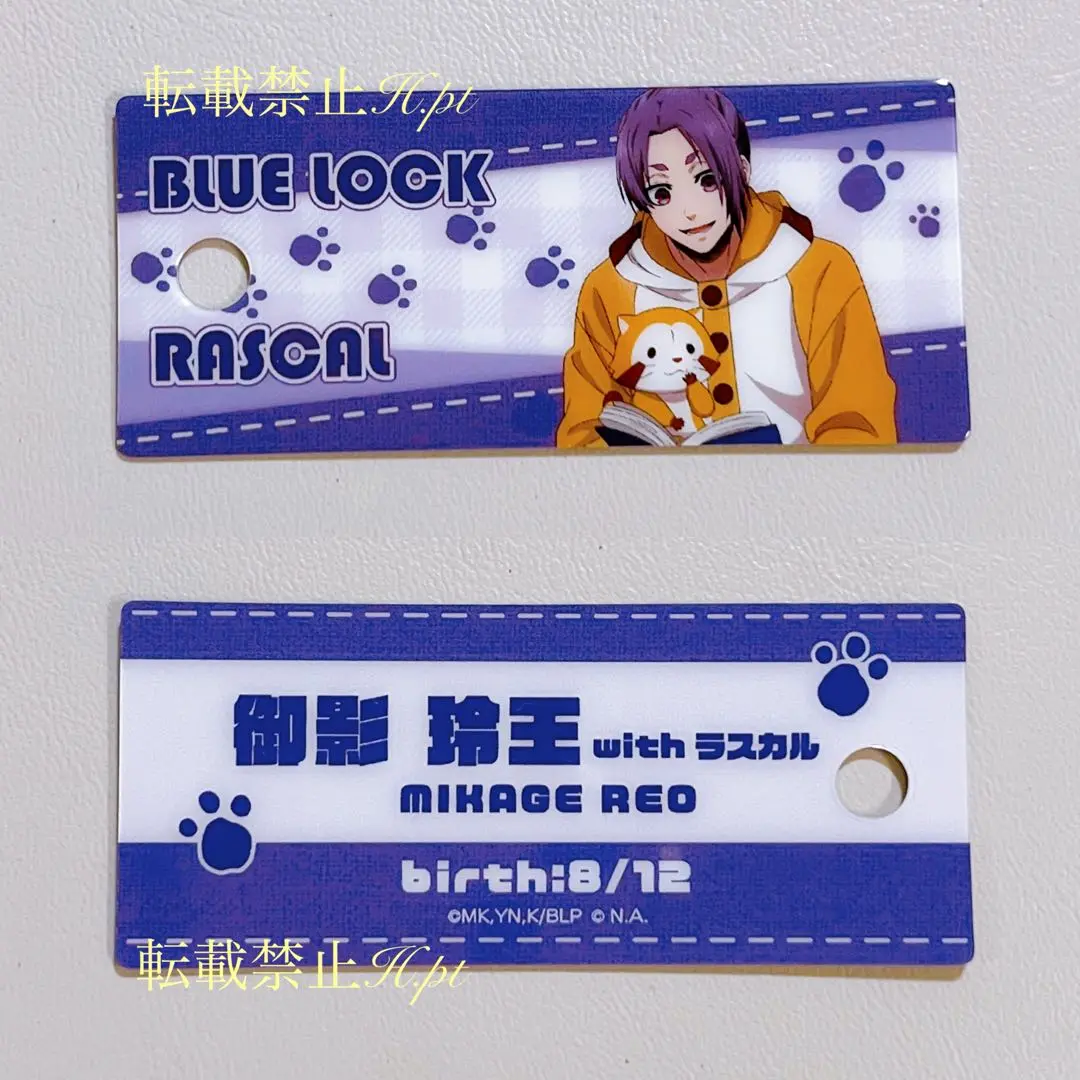 転載禁止H.pt
BLUE LOCK
RASCAL
御影 玲王 with ラスカル
MIKAGE REO
birth:8/12
©MK,YN,K/BLP © N.A.
転載禁止H.pt